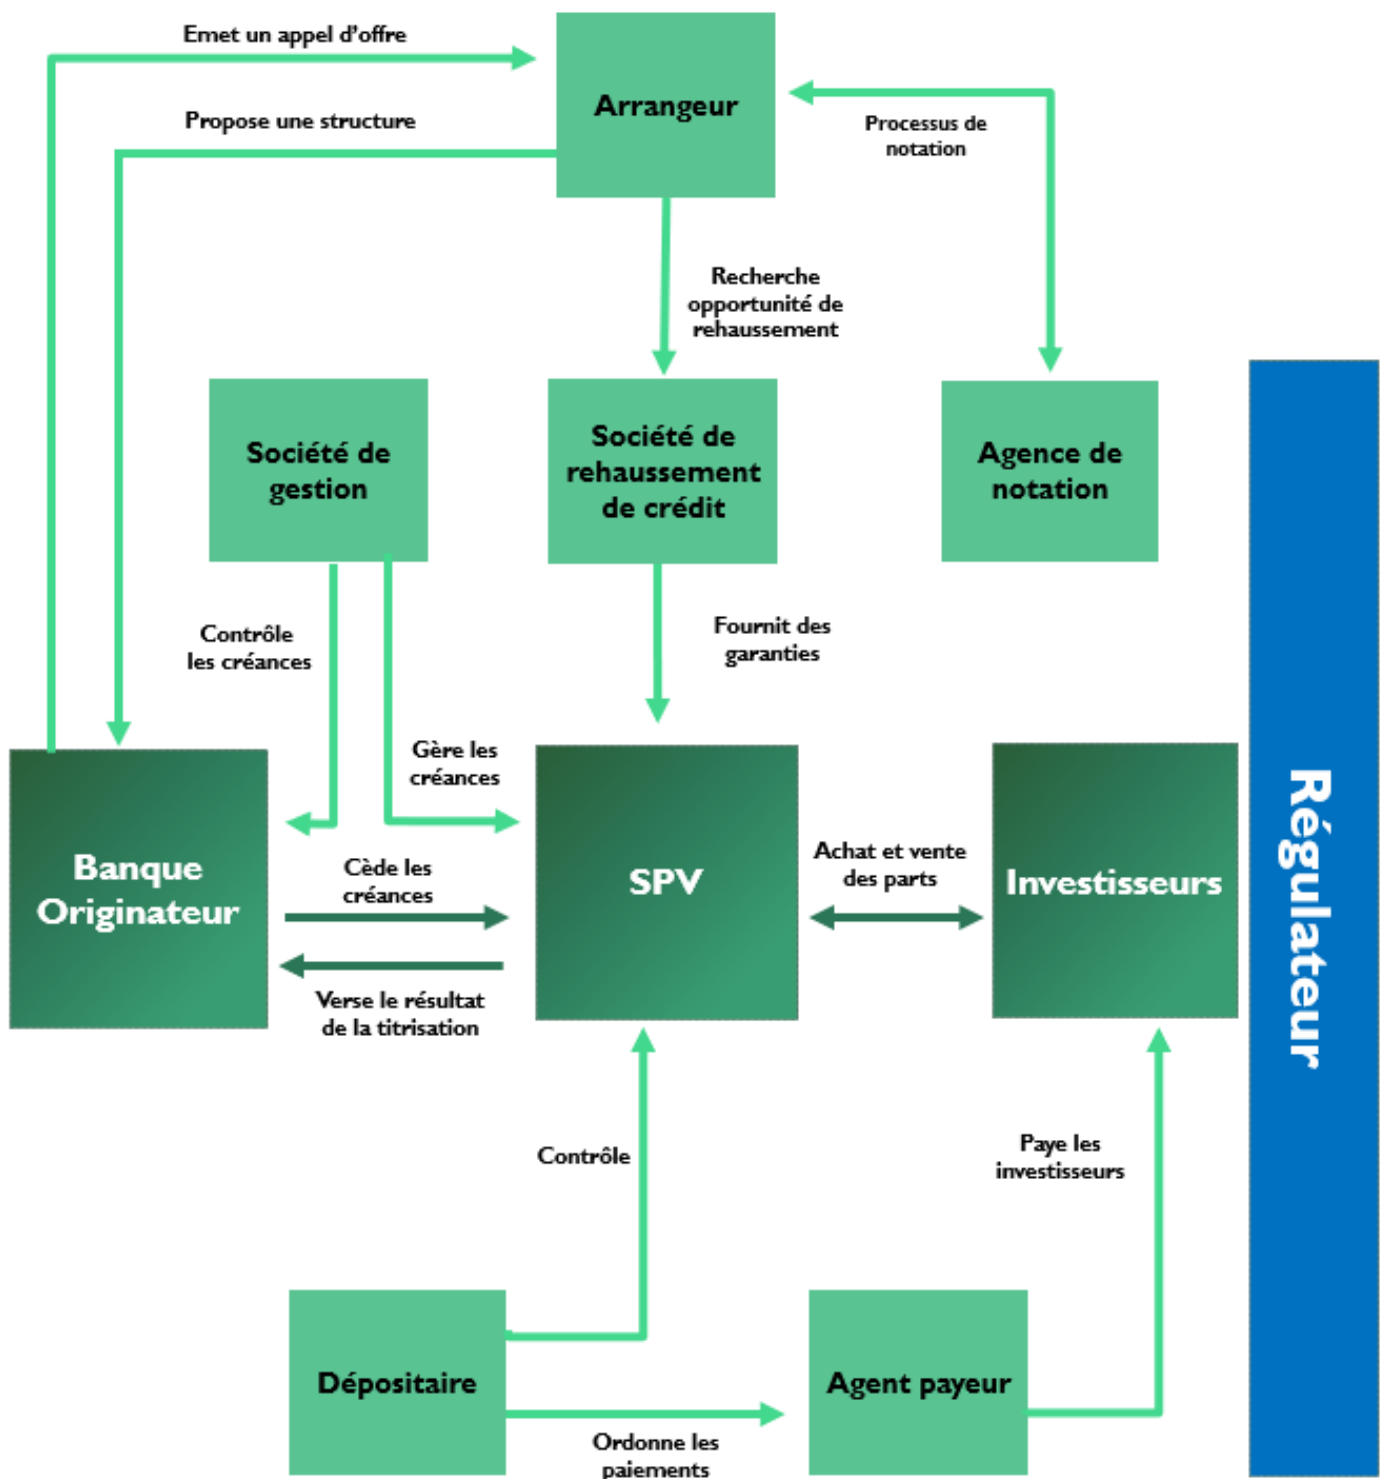 Emet un appel d’offre
Arrangeur
Propose une structure
Processus de
notation
Recherche
opportunité de
rehaussement
Société de
gestion
Société de
rehaussement
de crédit
Agence de
notation
Contrôle
les créances
Fournit des
garanties
Gère les
créances
Banque
Originateur
Cède les
créances
SPV
Achat et vente
des parts
Investisseurs
Régulateur
Verse le résultat
de la titrisation
Contrôle
Paye les
investisseurs
Dépositaire
Agent payeur
Ordonne les
paiements